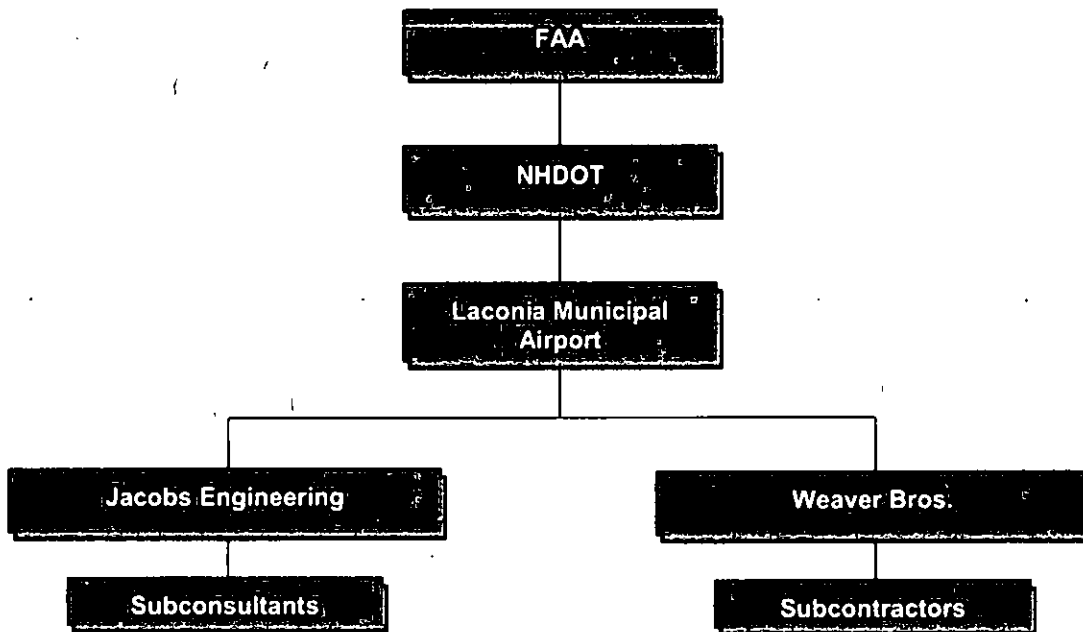 FAA
NHDOT
Laconia Municipal
Airport
Jacobs Engineering
Weaver Bros.
Subconsultants
Subcontractors